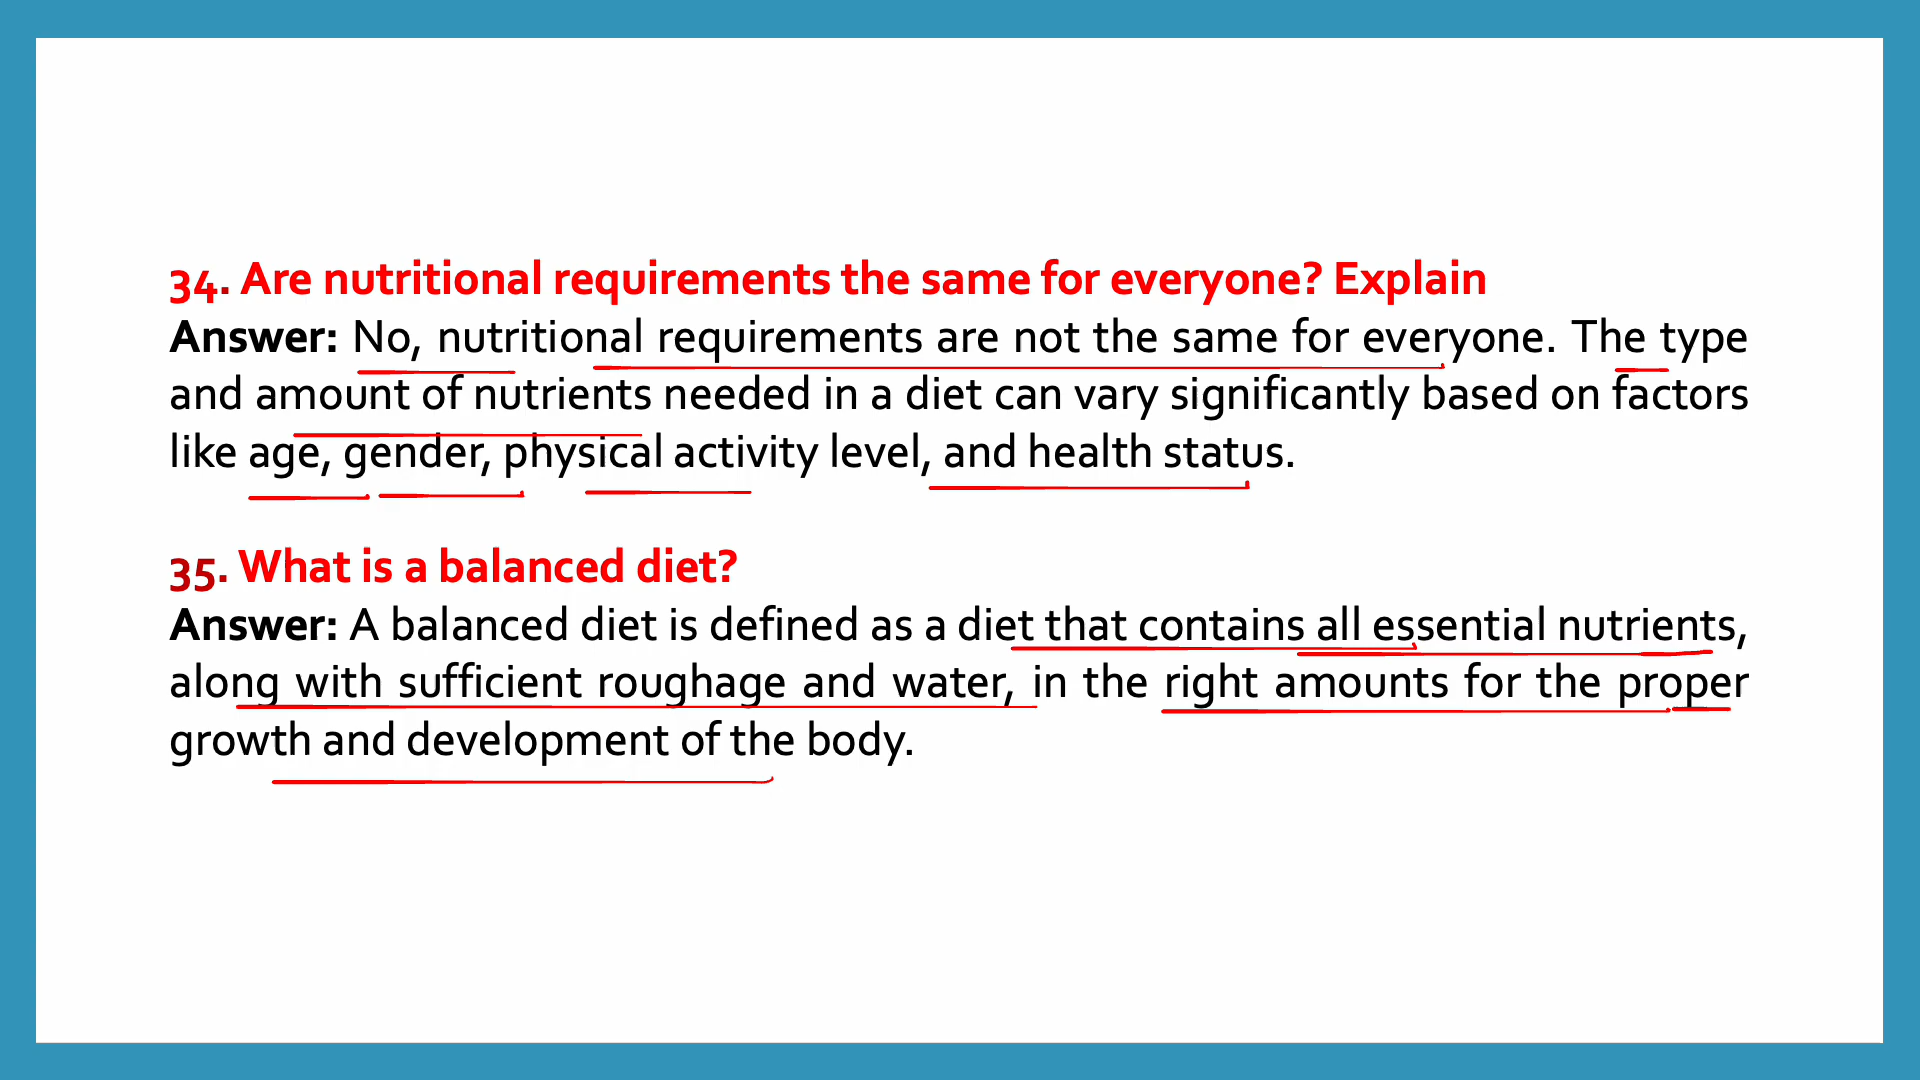 34. Are nutritional requirements the same for everyone? Explain
Answer: No, nutritional requirements are not the same for everyone. The type
and amount of nutrients needed in a diet can vary significantly based on factors
like age, gender, physical activity level, and health status.
35. What is a balanced diet?
Answer: A balanced diet is defined as a diet that contains all essential nutrients,
along with sufficient roughage and water, in the right amounts for the proper
growth and development of the body.